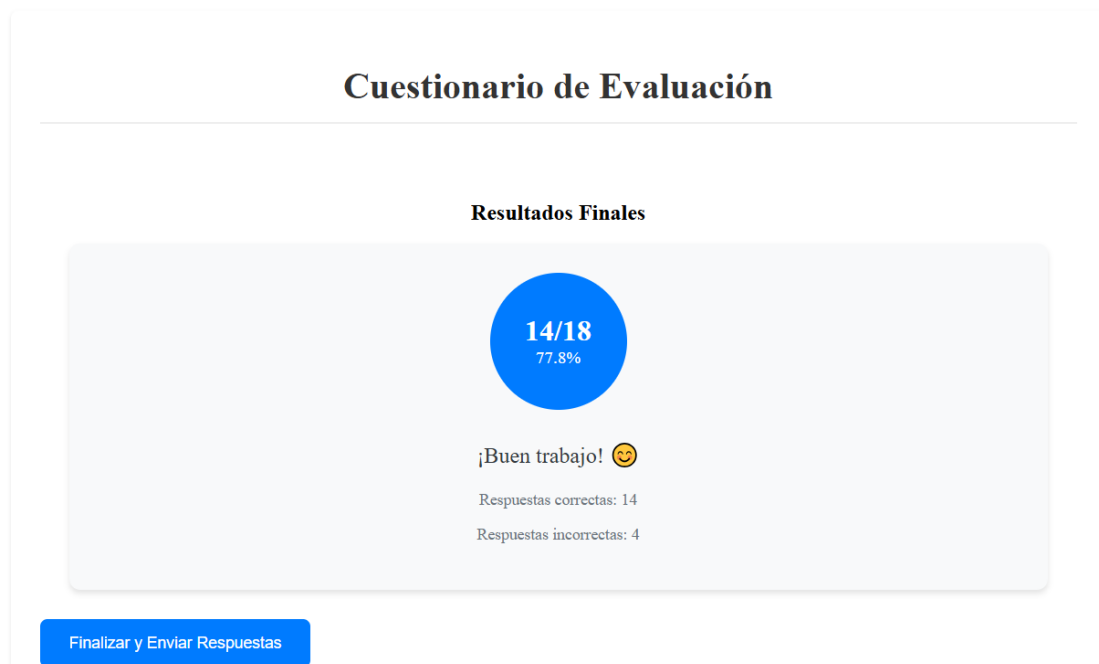 Cuestionario de Evaluación
Resultados Finales
14/18
77.8%
¡Buen trabajo! 😊
Respuestas correctas: 14
Respuestas incorrectas: 4
Finalizar y Enviar Respuestas